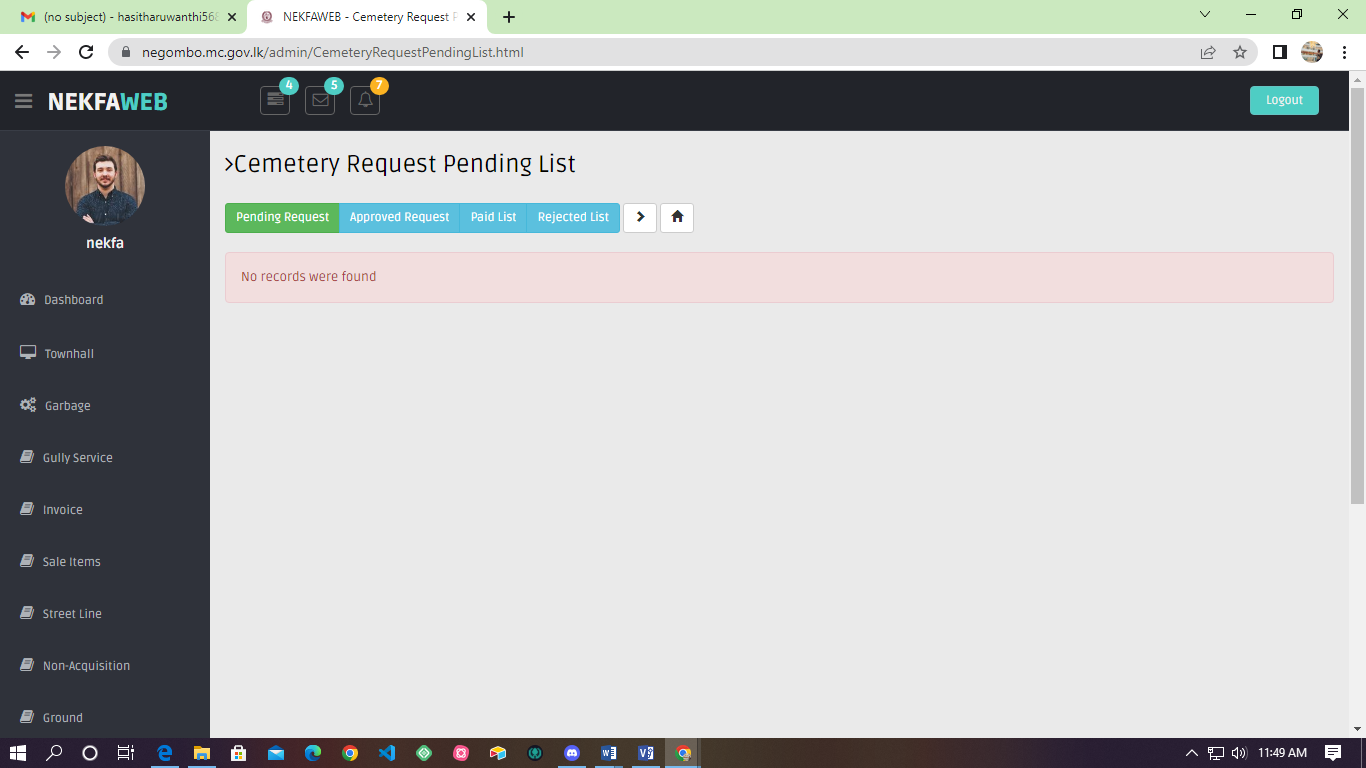 (no subject) - hasitharuwanthi568
NEKFAWEB - Cemetery Request P
negombo.mc.gov.lk/admin/CemeteryRequestPendingList.html
NEKFAWEB
4
5
7
Logout
nekfa
Dashboard
Townhall
Garbage
Gully Service
Invoice
Sale Items
Street Line
Non-Acquisition
Ground
>Cemetery Request Pending List
Pending Request Approved Request Paid List Rejected List
No records were found
11:49 AM